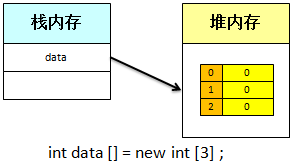 栈内存
堆内存
data
0 0
1 0
2 0
int data [] = new int [3] ;